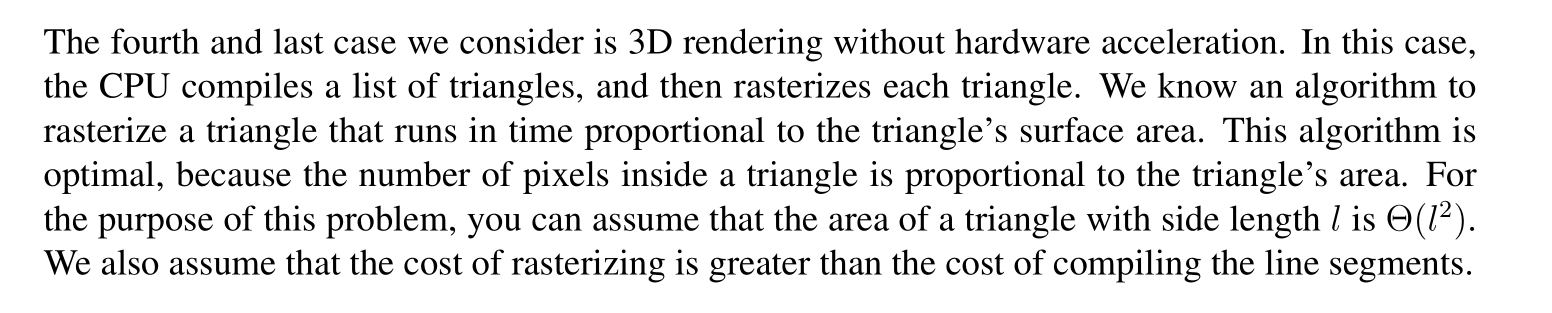 The fourth and last case we consider is 3D rendering without hardware acceleration. In this case,
the CPU compiles a list of triangles, and then rasterizes each triangle. We know an algorithm to
rasterize a triangle that runs in time proportional to the triangle's surface area. This algorithm is
optimal, because the number of pixels inside a triangle is proportional to the triangle's area. For
the purpose of this problem, you can assume that the area of a triangle with side length l is Θ(l²).
We also assume that the cost of rasterizing is greater than the cost of compiling the line segments.